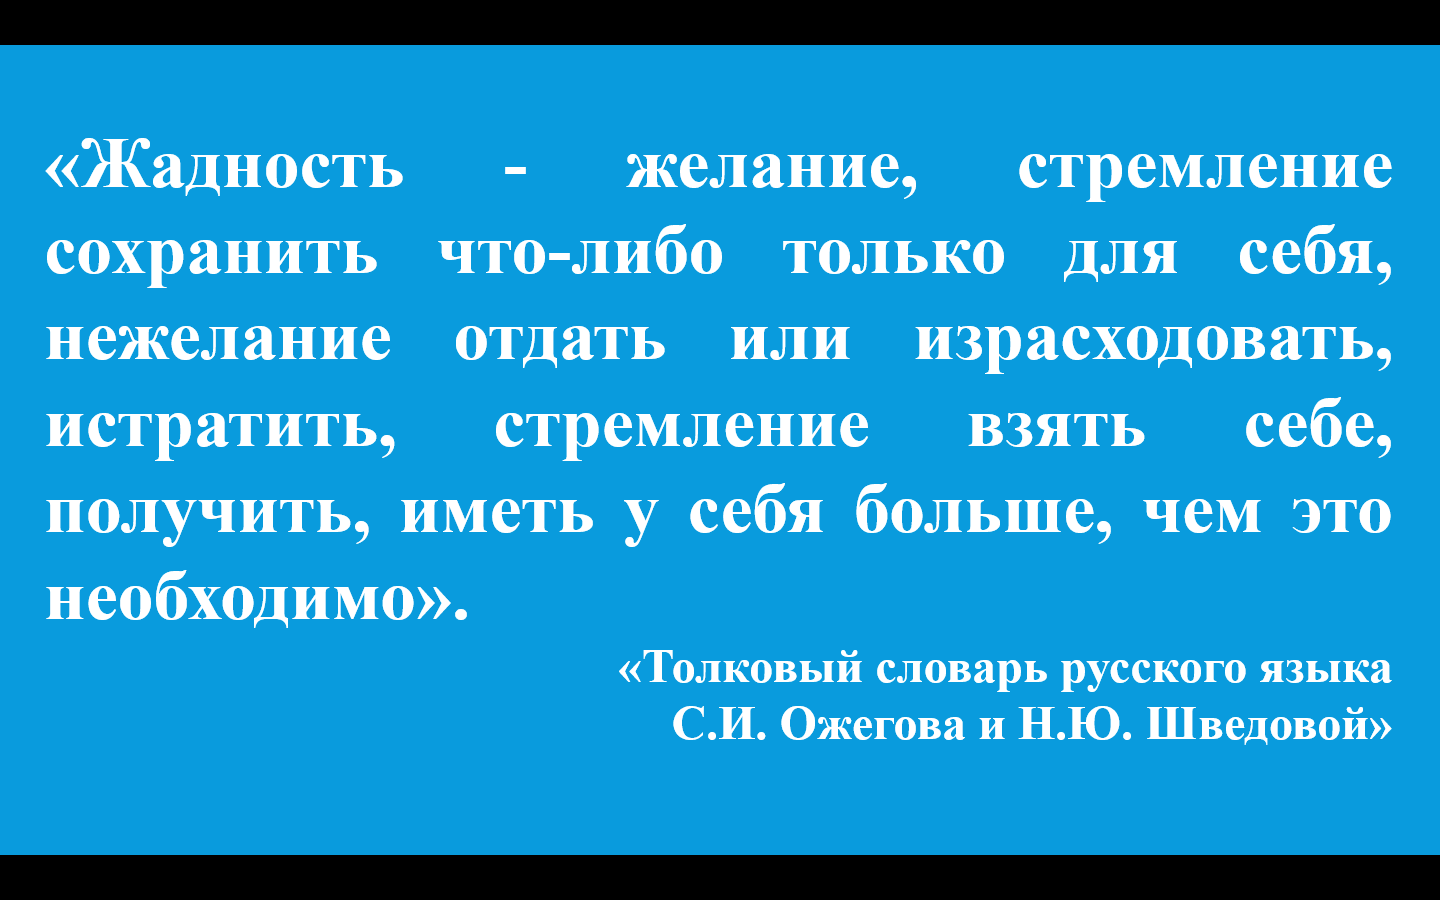 «Жадность - желание, стремление
сохранить что-либо только для себя,
нежелание отдать или израсходовать,
истратить, стремление взять себе,
получить, иметь у себя больше, чем это
необходимо».
«Толковый словарь русского языка
С.И. Ожегова и Н.Ю. Шведовой»